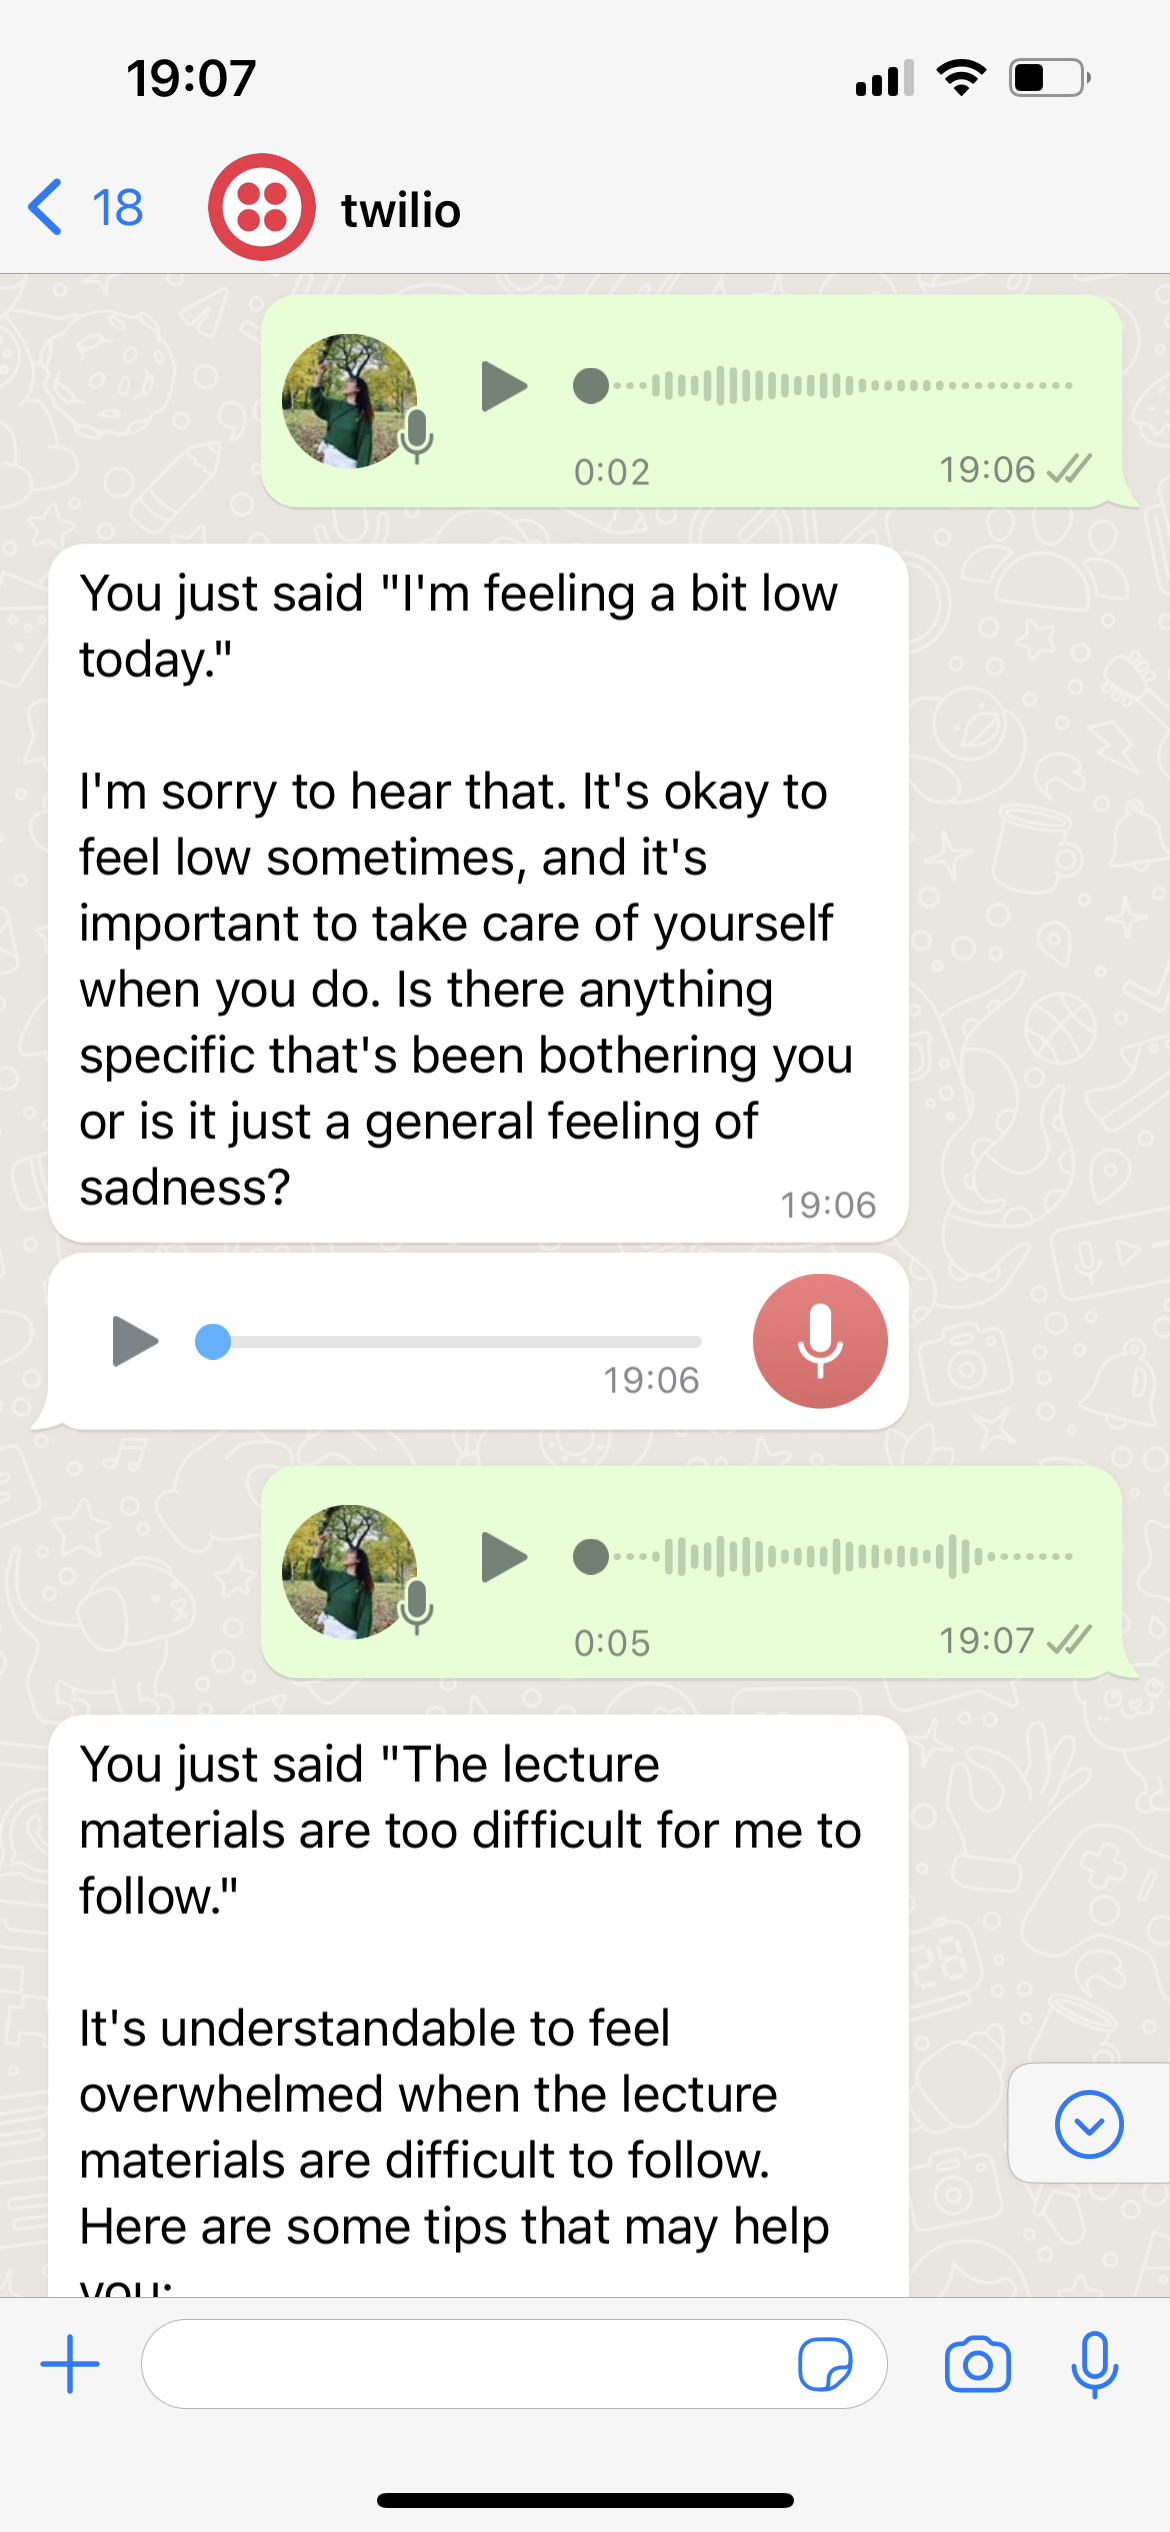 19:07
18
twilio
0:02
19:06
You just said "I'm feeling a bit low
today."
I'm sorry to hear that. It's okay to
feel low sometimes, and it's
important to take care of yourself
when you do. Is there anything
specific that's been bothering you
or is it just a general feeling of
sadness?
19:06
19:06
0:05
19:07
You just said "The lecture
materials are too difficult for me to
follow."
It's understandable to feel
overwhelmed when the lecture
materials are difficult to follow.
Here are some tips that may help
you: